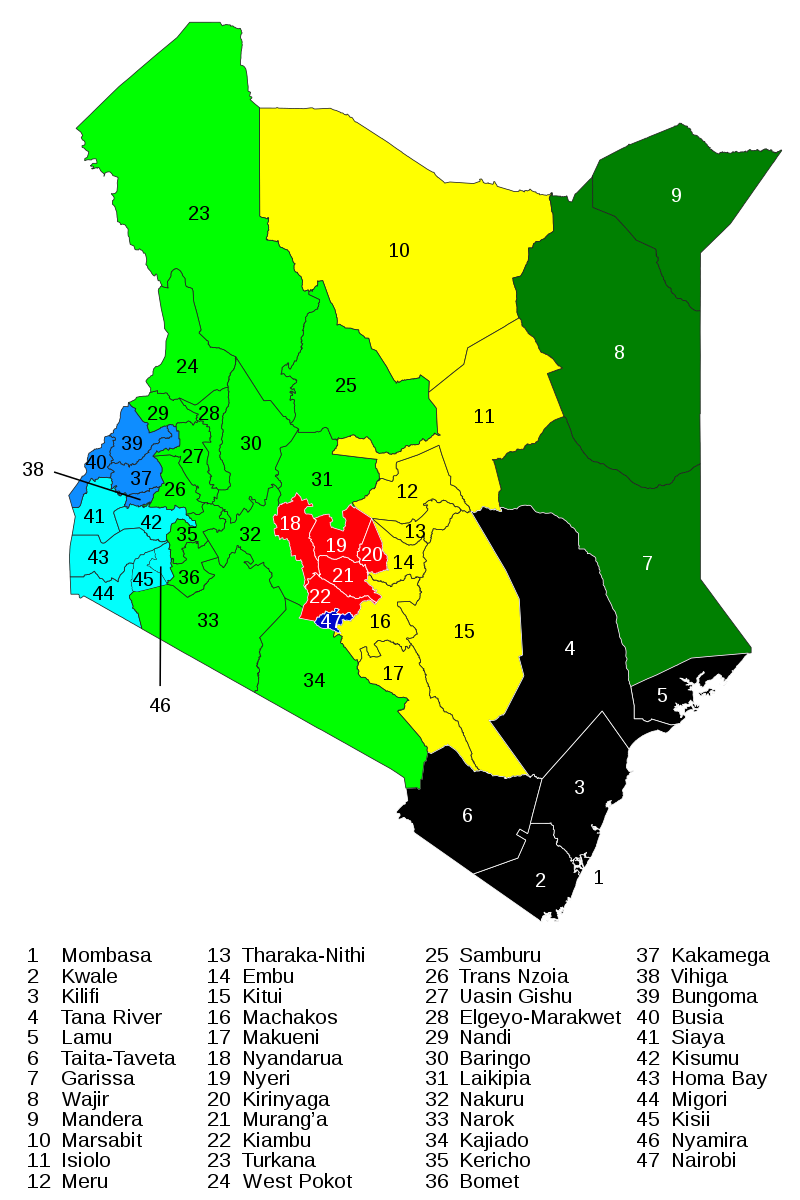 23
9
10
8
24
25
29
28
11
39
30
27
40
38
37
31
26
12
41
42
18
13
35
32
19
20
43
14
7
21
45
36
44
22
33
16
47
15
4
17
34
5
46
3
6
1
2
1 Mombasa
2 Kwale
3 Kilifi
4 Tana River
5 Lamu
6 Taita-Taveta
7 Garissa
8 Wajir
9 Mandera
10 Marsabit
11 Isiolo
12 Meru
13 Tharaka-Nithi
14 Embu
15 Kitui
16 Machakos
17 Makueni
18 Nyandarua
19 Nyeri
20 Kirinyaga
21 Murang’a
22 Kiambu
23 Turkana
24 West Pokot
25 Samburu
26 Trans Nzoia
27 Uasin Gishu
28 Elgeyo-Marakwet
29 Nandi
30 Baringo
31 Laikipia
32 Nakuru
33 Narok
34 Kajiado
35 Kericho
36 Bomet
37 Kakamega
38 Vihiga
39 Bungoma
40 Busia
41 Siaya
42 Kisumu
43 Homa Bay
44 Migori
45 Kisii
46 Nyamira
47 Nairobi